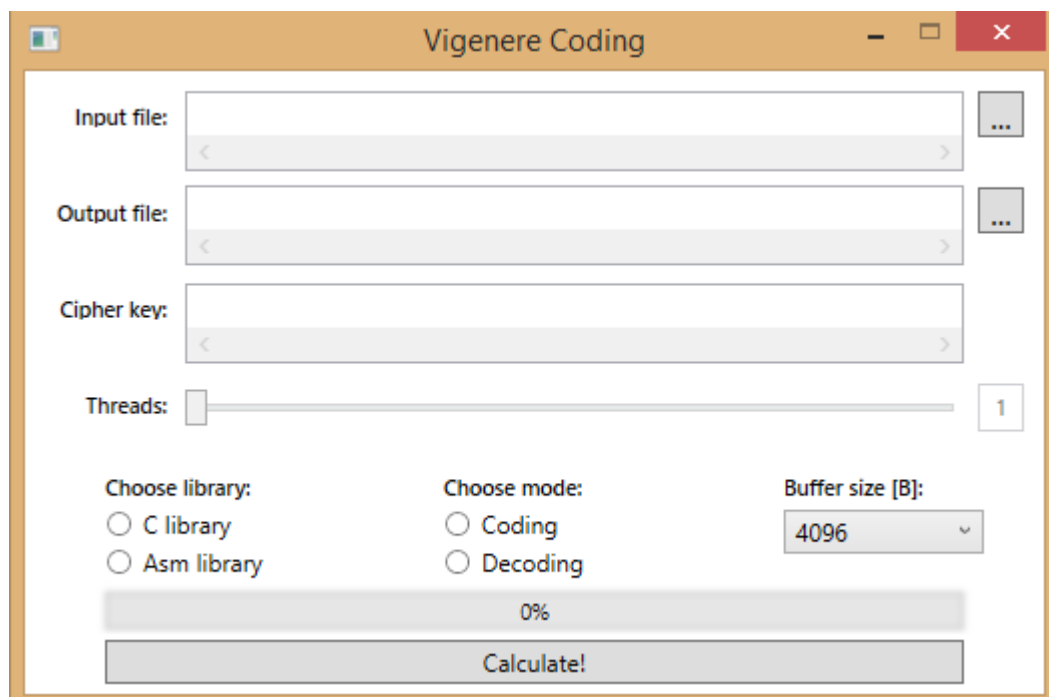 Vigenere Coding
Input file:
...
Output file:
...
Cipher key:
Threads:
1
Choose library:
Choose mode:
Buffer size [B]:
C library
Coding
4096
Asm library
Decoding
0%
Calculate!